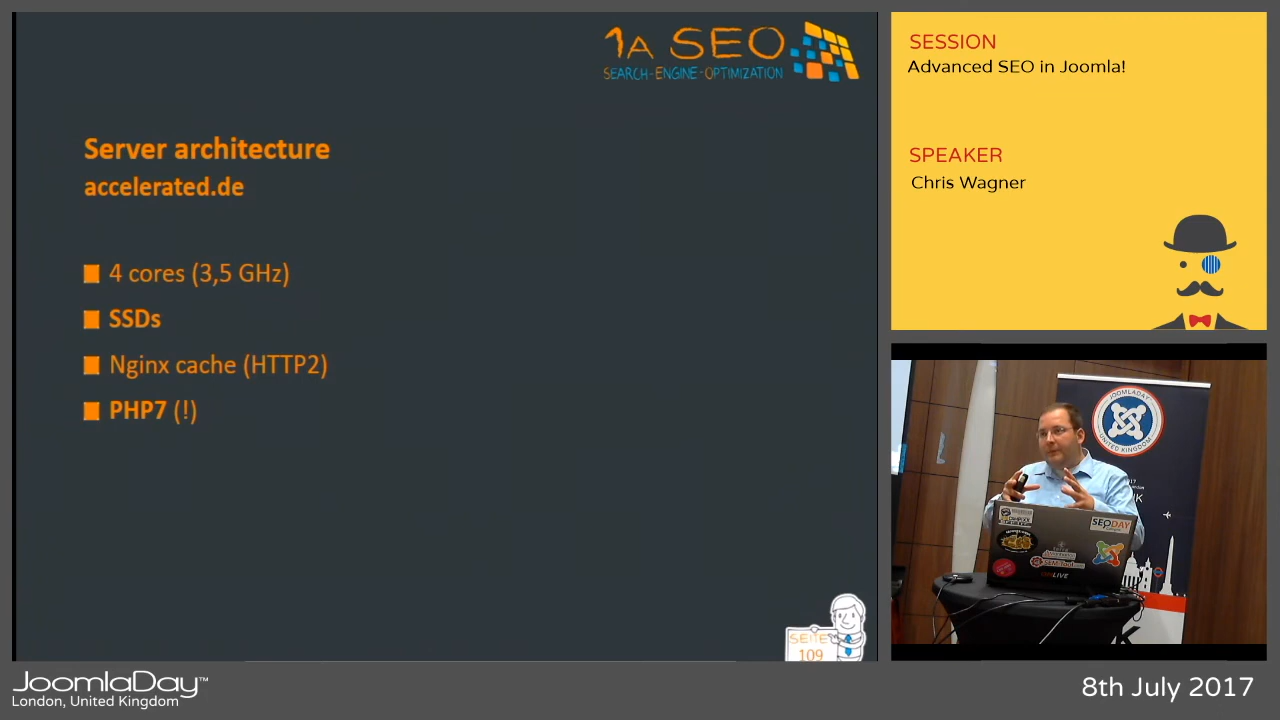 1A SEO
SEARCH-ENGINE-OPTIMIZATION
Server architecture
accelerated.de
4 cores (3,5 GHz)
SSDs
Nginx cache (HTTP2)
PHP7 (!)
SEITE
109
SESSION
Advanced SEO in Joomla!
SPEAKER
Chris Wagner
JOOMLADAY
UNITED KINGDOM
SEODAY
JoomlaDay™
London, United Kingdom
8th July 2017